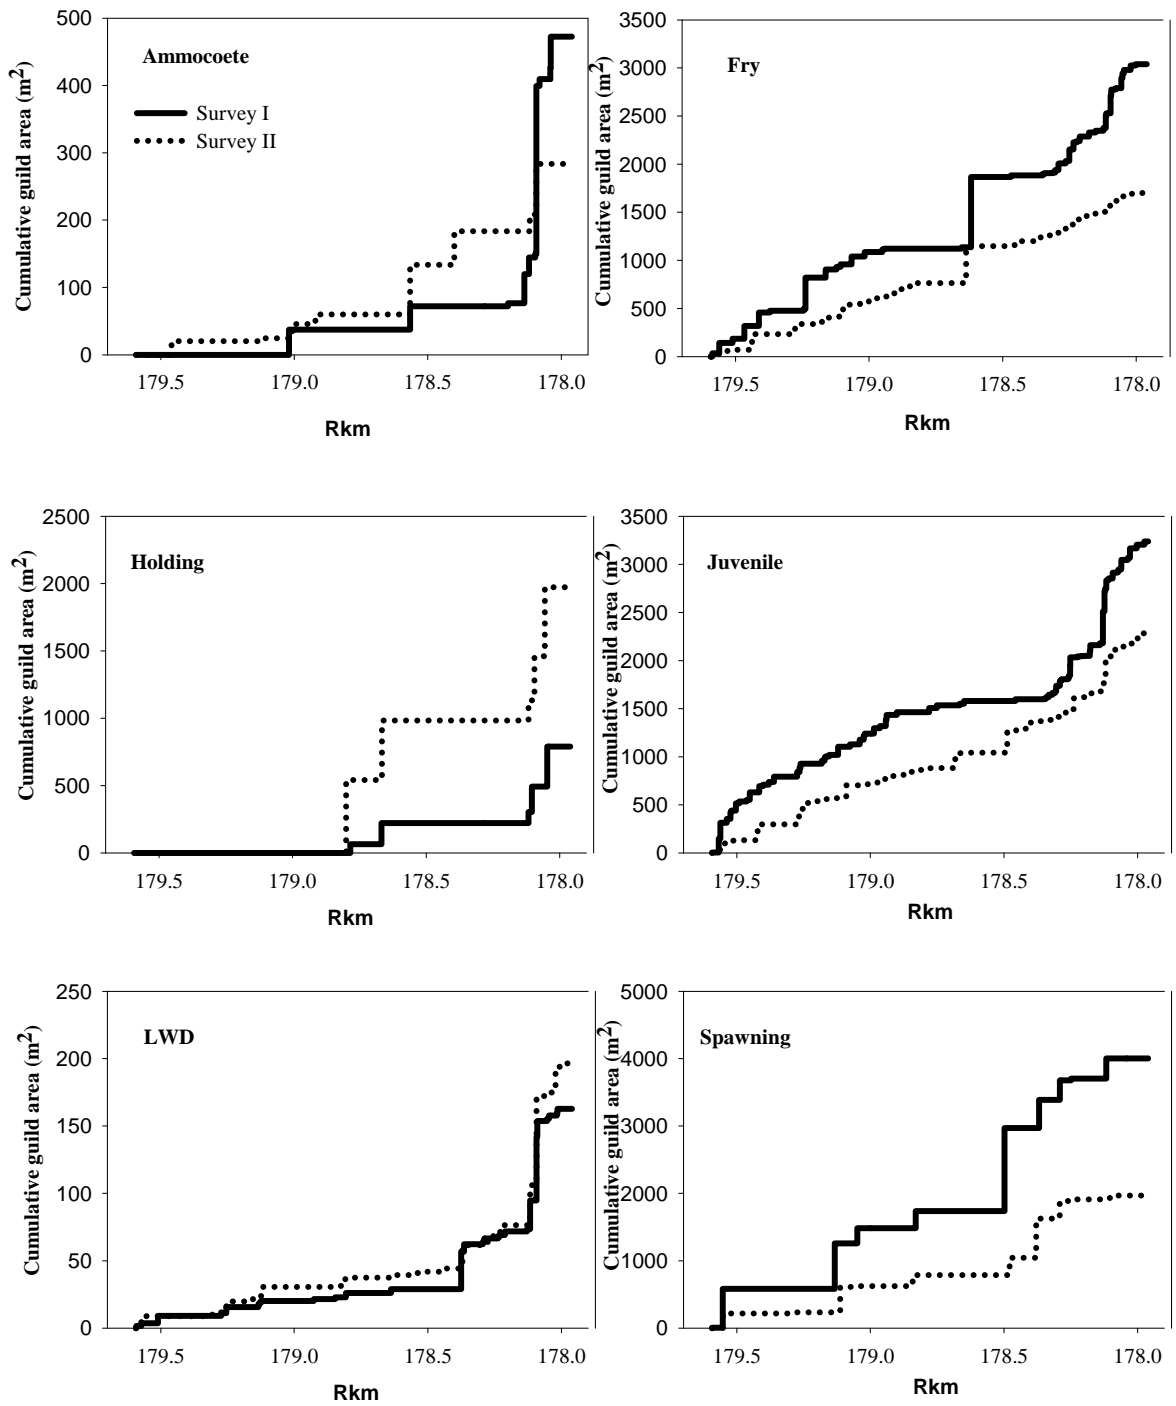 Ammocoete
Survey I
Survey II
Cumulative guild area (m2)
500
400
300
200
100
0
179.5 179.0 178.5 178.0
Rkm
Fry
Cumulative guild area (m2)
3500
3000
2500
2000
1500
1000
500
0
179.5 179.0 178.5 178.0
Rkm
Holding
Cumulative guild area (m2)
2500
2000
1500
1000
500
0
179.5 179.0 178.5 178.0
Rkm
Juvenile
Cumulative guild area (m2)
3500
3000
2500
2000
1500
1000
500
0
179.5 179.0 178.5 178.0
Rkm
LWD
Cumulative guild area (m2)
250
200
150
100
50
0
179.5 179.0 178.5 178.0
Rkm
Spawning
Cumulative guild area (m2)
5000
4000
3000
2000
1000
0
179.5 179.0 178.5 178.0
Rkm